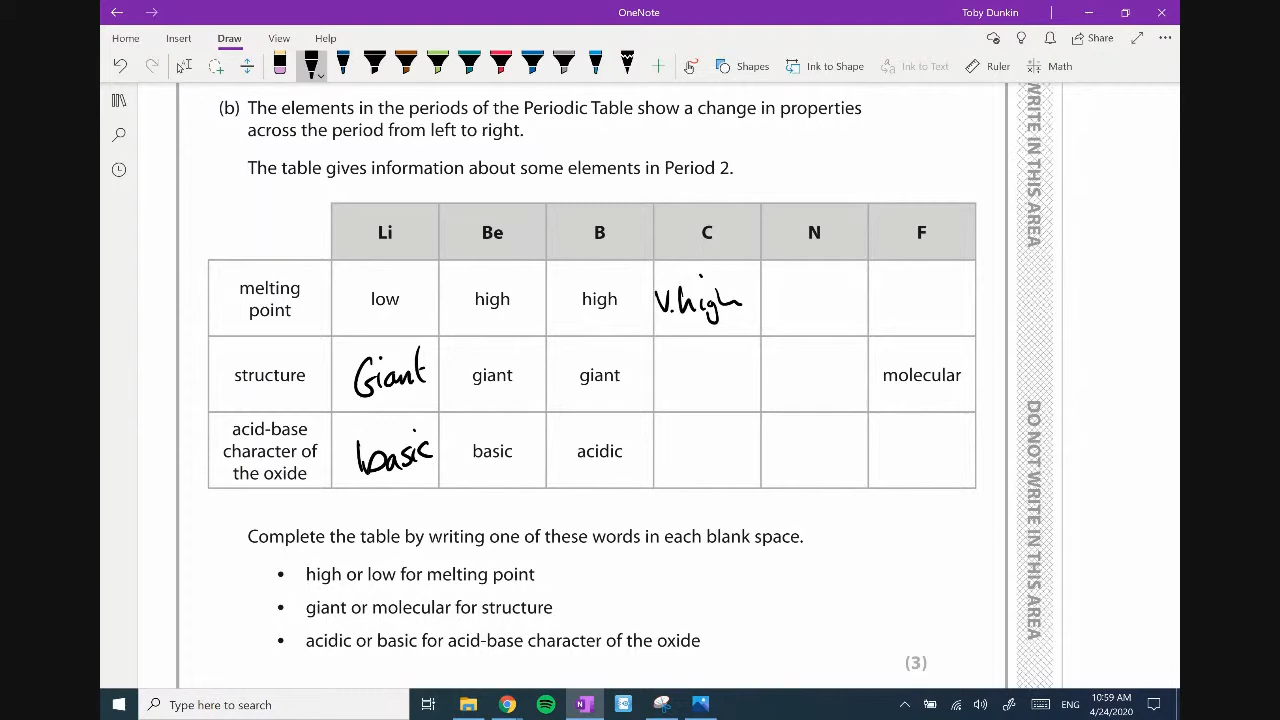 OneNote
Toby Dunkin
Home Insert Draw View Help
Share
Shapes
Ink to Shape
Ink to Text
Ruler
Math
(b) The elements in the periods of the Periodic Table show a change in properties
across the period from left to right.
The table gives information about some elements in Period 2.
Li Be B C N F
melting
point
low high high V.high
structure Giant giant giant molecular
acid-base
character of
the oxide
basic basic acidic
Complete the table by writing one of these words in each blank space.
• high or low for melting point
• giant or molecular for structure
• acidic or basic for acid-base character of the oxide
(3)
WRITE IN THIS AREA
DO NOT WRITE IN THIS AREA
Type here to search
ENG
10:59 AM
4/24/2020